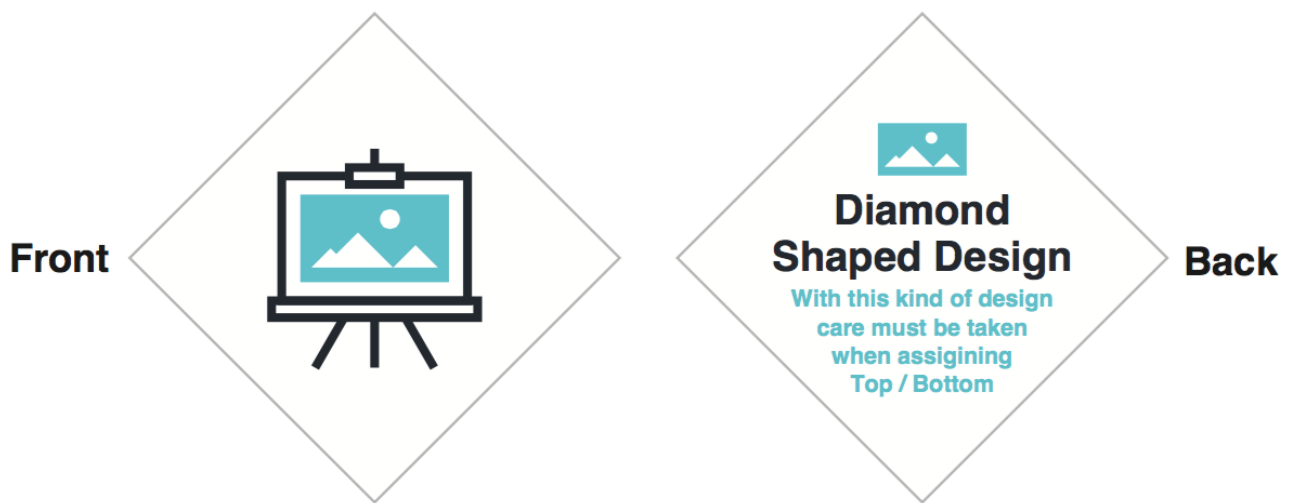 Front
Diamond
Shaped Design
With this kind of design
care must be taken
when assigining
Top / Bottom
Back